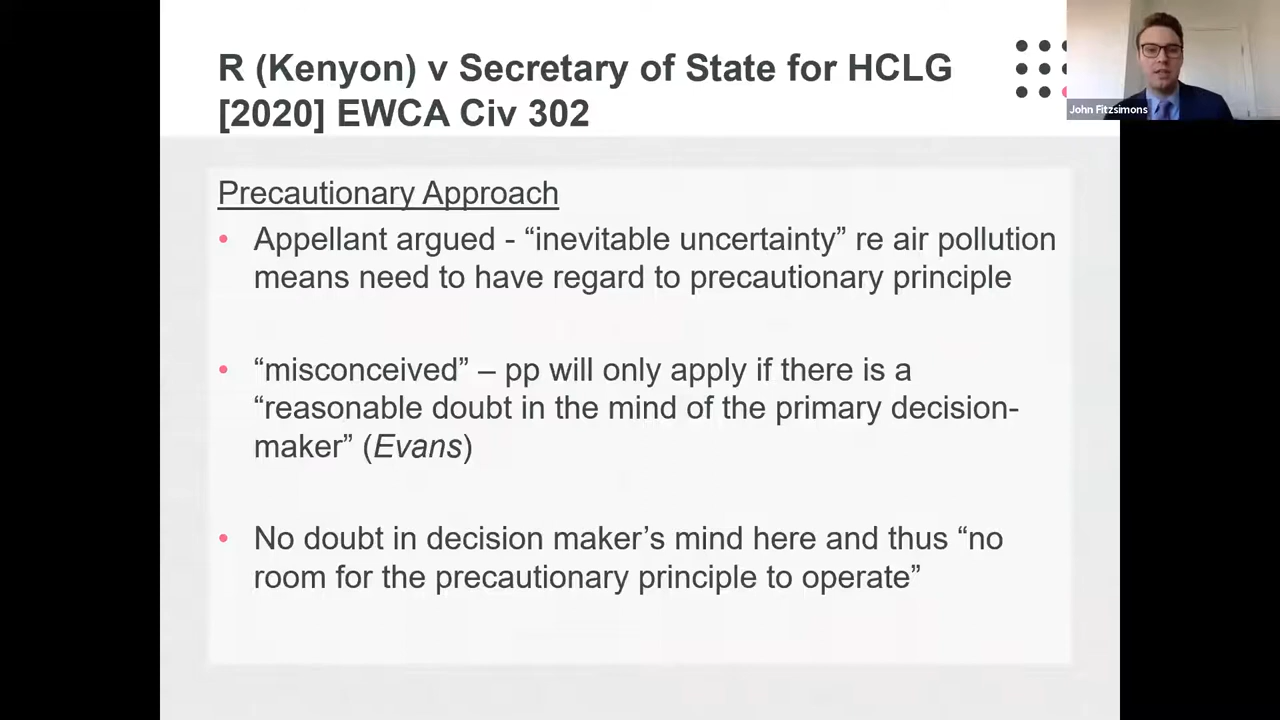 R (Kenyon) v Secretary of State for HCLG
[2020] EWCA Civ 302
John Fitzsimons
Precautionary Approach
• Appellant argued - “inevitable uncertainty” re air pollution
means need to have regard to precautionary principle
• “misconceived” – pp will only apply if there is a
“reasonable doubt in the mind of the primary decision-
maker” (Evans)
• No doubt in decision maker’s mind here and thus “no
room for the precautionary principle to operate”